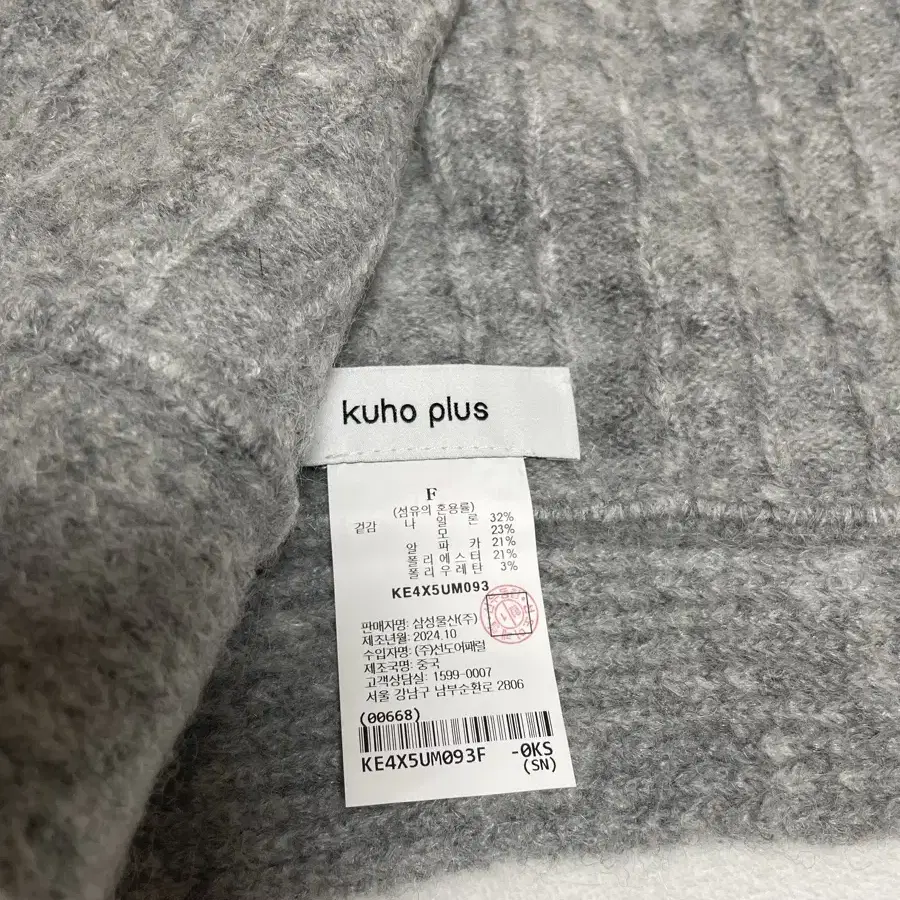 kuho plus
F
(섬유의 혼용률)
겉감 나 일 론 32%
모 23%
알 파 카 21%
폴리에스터 21%
폴리우레탄 3%
KE4X5UM093
판매자명: 삼성물산(주)
제조년월: 2024.10
수입자명: (주)선도어패럴
제조국명: 중국
고객상담실: 1599-0007
서울 강남구 남부순환로 2806
(00668)
KE4X5UM093F -0KS
(SN)